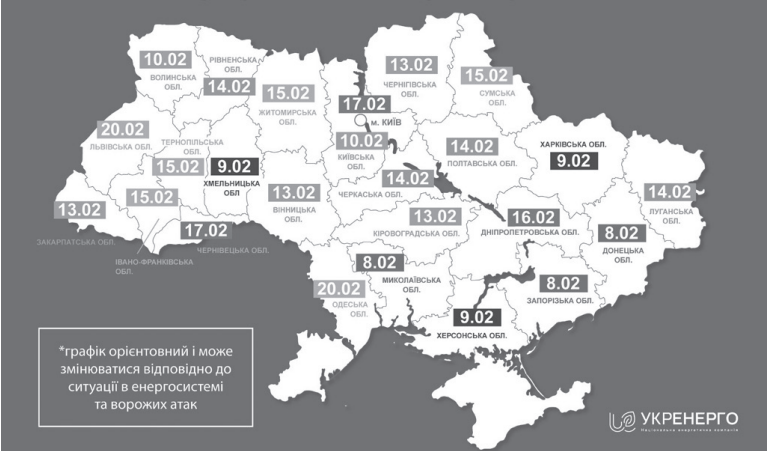 10.02
ВОЛИНСЬКА
ОБЛ.
РІВНЕНСЬКА
ОБЛ.
14.02
15.02
ЖИТОМИРСЬКА
ОБЛ.
17.02
м. КИЇВ
10.02
КИЇВСЬКА
ОБЛ.
13.02
ЧЕРНІГІВСЬКА
ОБЛ.
15.02
СУМСЬКА
ОБЛ.
20.02
ЛЬВІВСЬКА ОБЛ.
ТЕРНОПІЛЬСЬКА
ОБЛ.
15.02
9.02
ХМЕЛЬНИЦЬКА
ОБЛ
13.02
ВІННИЦЬКА
ОБЛ.
14.02
ЧЕРКАСЬКА ОБЛ.
14.02
ПОЛТАВСЬКА ОБЛ.
ХАРКІВСЬКА ОБЛ.
9.02
14.02
ЛУГАНСЬКА
ОБЛ.
13.02
ЗАКАРПАТСЬКА ОБЛ.
15.02
ІВАНО-ФРАНКІВСЬКА
ОБЛ.
17.02
ЧЕРНІВЕЦЬКА ОБЛ.
13.02
КІРОВОГРАДСЬКА ОБЛ.
16.02
ДНІПРОПЕТРОВСЬКА ОБЛ.
8.02
ДОНЕЦЬКА
ОБЛ.
8.02
МИКОЛАЇВСЬКА
ОБЛ.
20.02
ОДЕСЬКА
ОБЛ.
9.02
ХЕРСОНСЬКА ОБЛ.
8.02
ЗАПОРІЗЬКА ОБЛ.
*графік орієнтовний і може
змінюватися відповідно до
ситуації в енергосистемі
та ворожих атак
УКРЕНЕРГО
Національна енергетична компанія